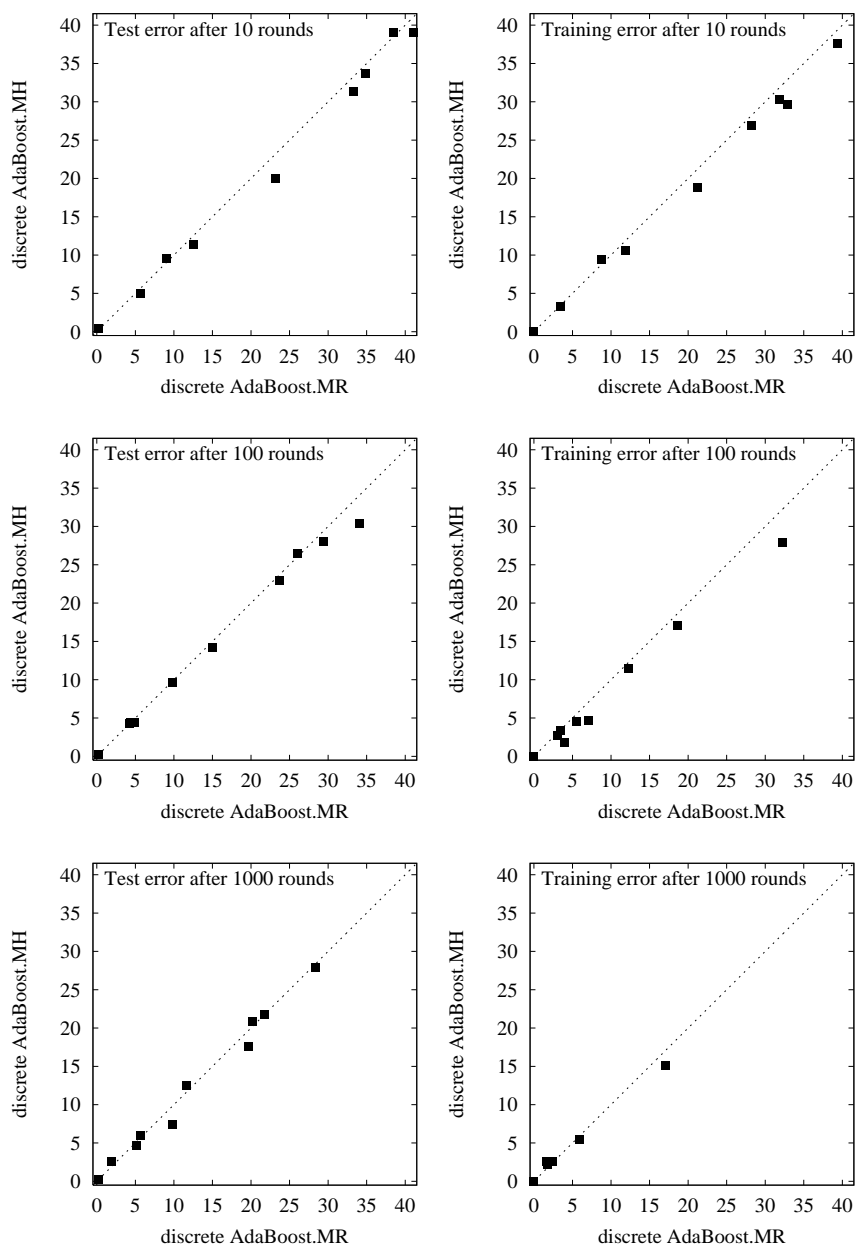 Test error after 10 rounds
40
35
30
25
20
15
10
5
0
discrete AdaBoost.MH
0 5 10 15 20 25 30 35 40
discrete AdaBoost.MR
Training error after 10 rounds
40
35
30
25
20
15
10
5
0
discrete AdaBoost.MH
0 5 10 15 20 25 30 35 40
discrete AdaBoost.MR
Test error after 100 rounds
40
35
30
25
20
15
10
5
0
discrete AdaBoost.MH
0 5 10 15 20 25 30 35 40
discrete AdaBoost.MR
Training error after 100 rounds
40
35
30
25
20
15
10
5
0
discrete AdaBoost.MH
0 5 10 15 20 25 30 35 40
discrete AdaBoost.MR
Test error after 1000 rounds
40
35
30
25
20
15
10
5
0
discrete AdaBoost.MH
0 5 10 15 20 25 30 35 40
discrete AdaBoost.MR
Training error after 1000 rounds
40
35
30
25
20
15
10
5
0
discrete AdaBoost.MH
0 5 10 15 20 25 30 35 40
discrete AdaBoost.MR